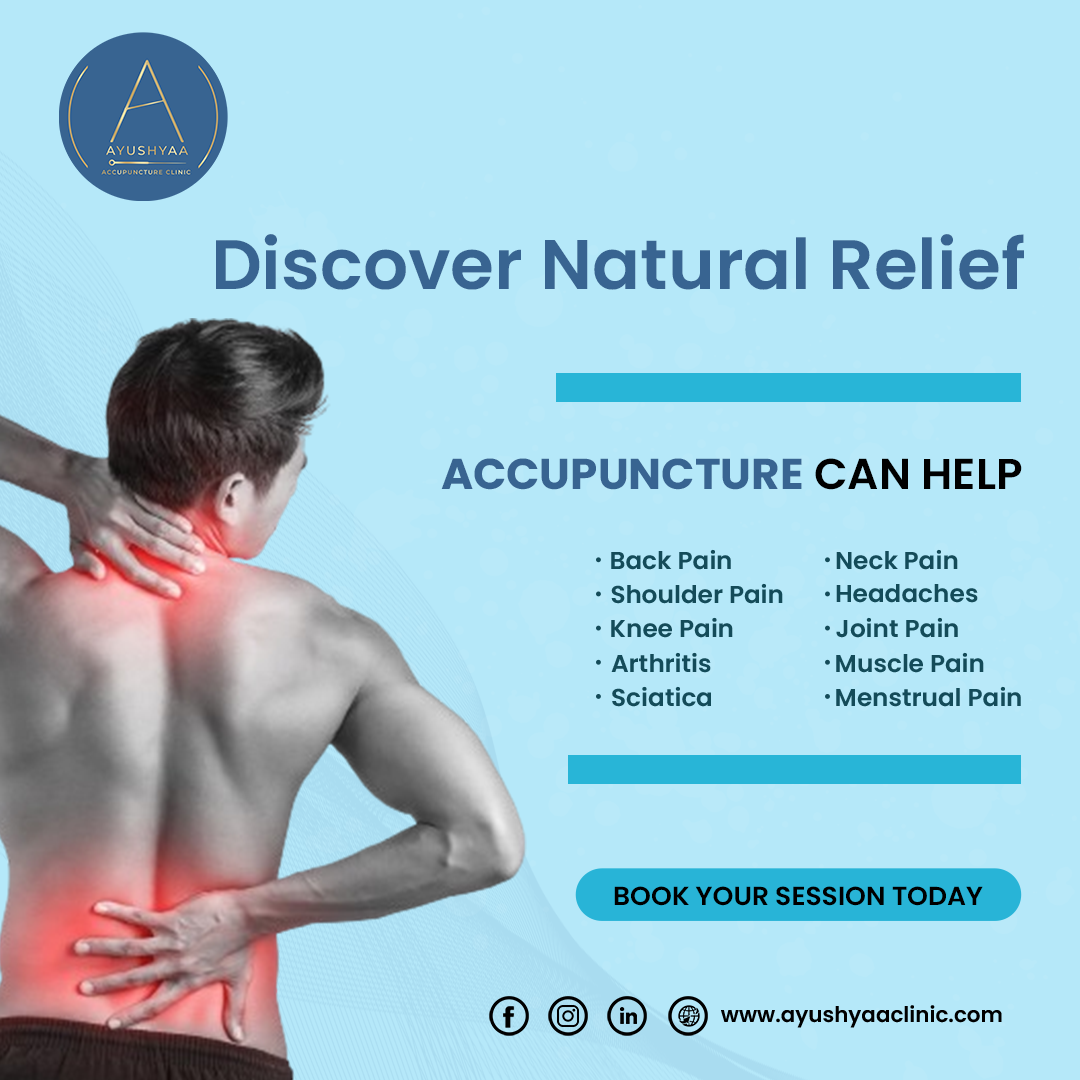 A
AYUSHYAA
ACCUPUNCTURE CLINIC
Discover Natural Relief
ACCUPUNCTURE CAN HELP
· Back Pain
· Shoulder Pain
· Knee Pain
· Arthritis
· Sciatica
· Neck Pain
· Headaches
· Joint Pain
· Muscle Pain
· Menstrual Pain
BOOK YOUR SESSION TODAY
www.ayushyaaclinic.com